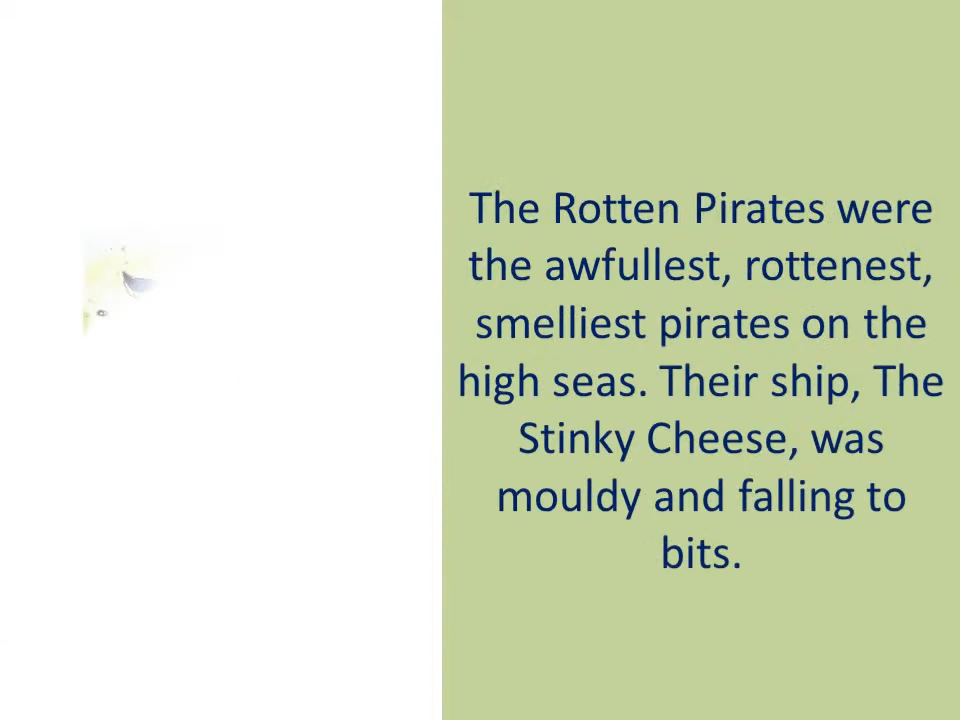 The Rotten Pirates were
the awfullest, rottenest,
smelliest pirates on the
high seas. Their ship, The
Stinky Cheese, was
mouldy and falling to
bits.